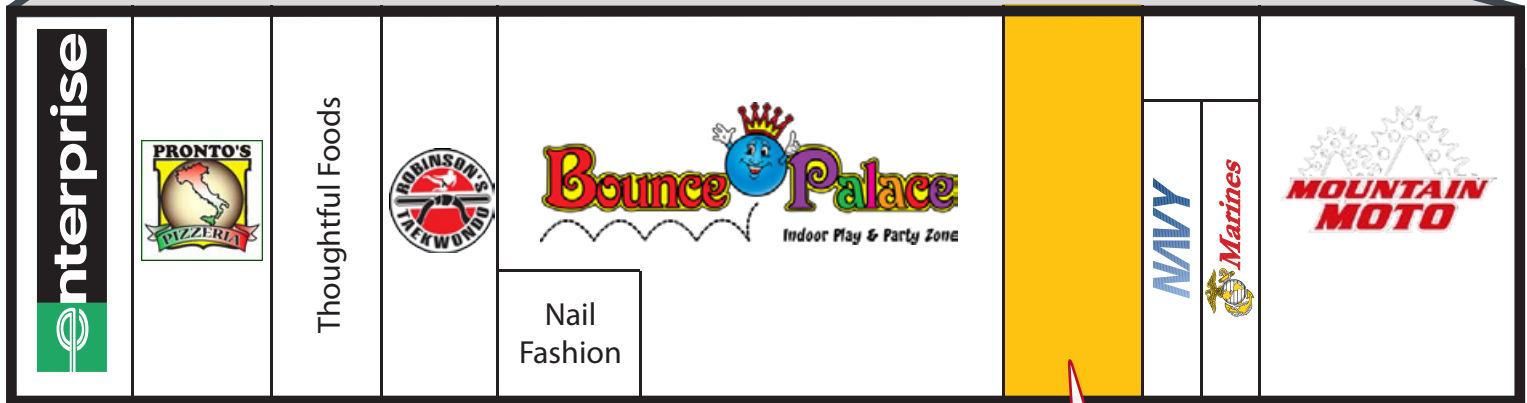 enterprise
PRONTO'S
PIZZERIA
Thoughtful Foods
ROBINSON'S
TAEKWONDO
Bounce Palace
Indoor Play & Party Zone
Nail
Fashion
NAVY
Marines
MOUNTAIN
MOTO